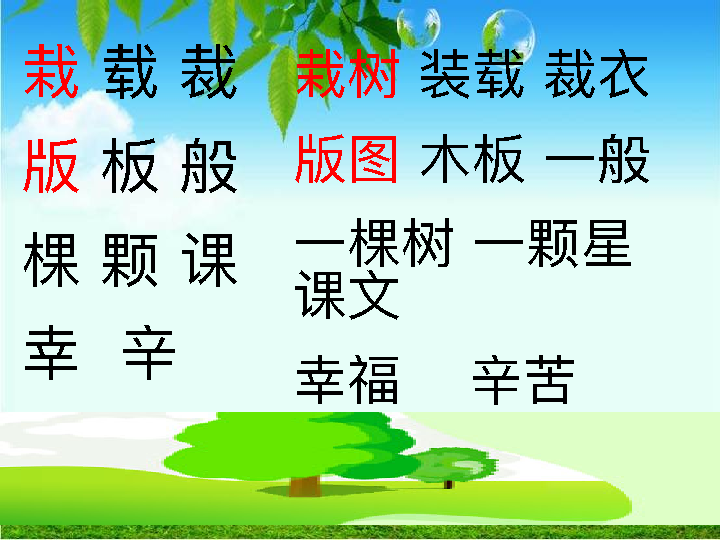 栽 载 裁
版 板 般
棵 颗 课
幸 辛
栽树 装载 裁衣
版图 木板 一般
一棵树 一颗星
课文
幸福 辛苦